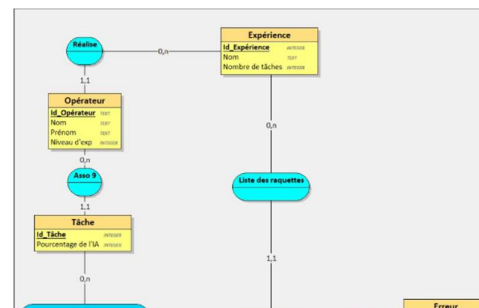 Expérience
Id_Expérience INTEGER
Nom TEXT
Nombre de tâches INTEGER
Réalise
0,n
1,1
Opérateur
Id_Opérateur TEXT
Nom TEXT
Prénom TEXT
Niveau d'exp INTEGER
0,n
0,n
Asso 9
Liste des raquettes
1,1
Tâche
Id_Tâche INTEGER
Pourcentage de l'IA INTEGER
1,1
0,n
Erreur